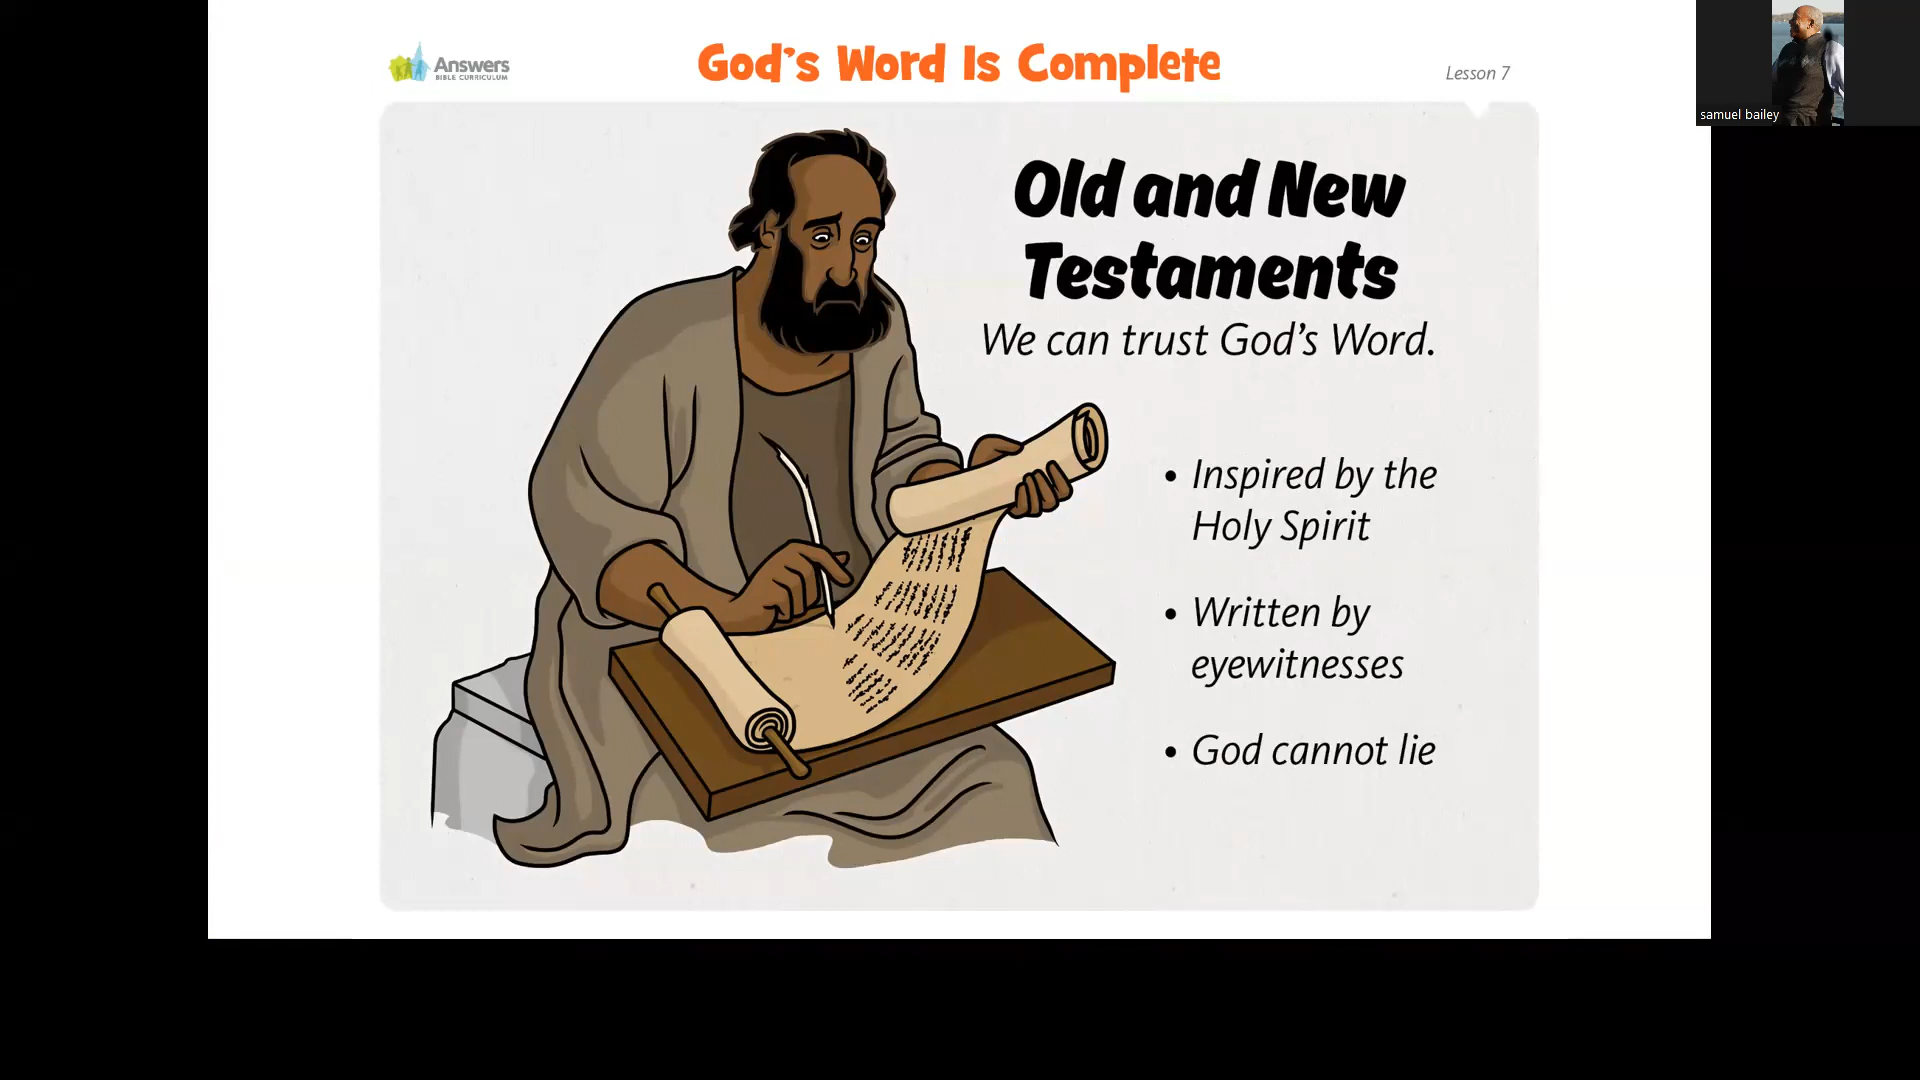 Answers
BIBLE CURRICULUM
God's Word Is Complete
Lesson 7
samuel bailey
Old and New
Testaments
We can trust God's Word.
• Inspired by the
Holy Spirit
• Written by
eyewitnesses
• God cannot lie